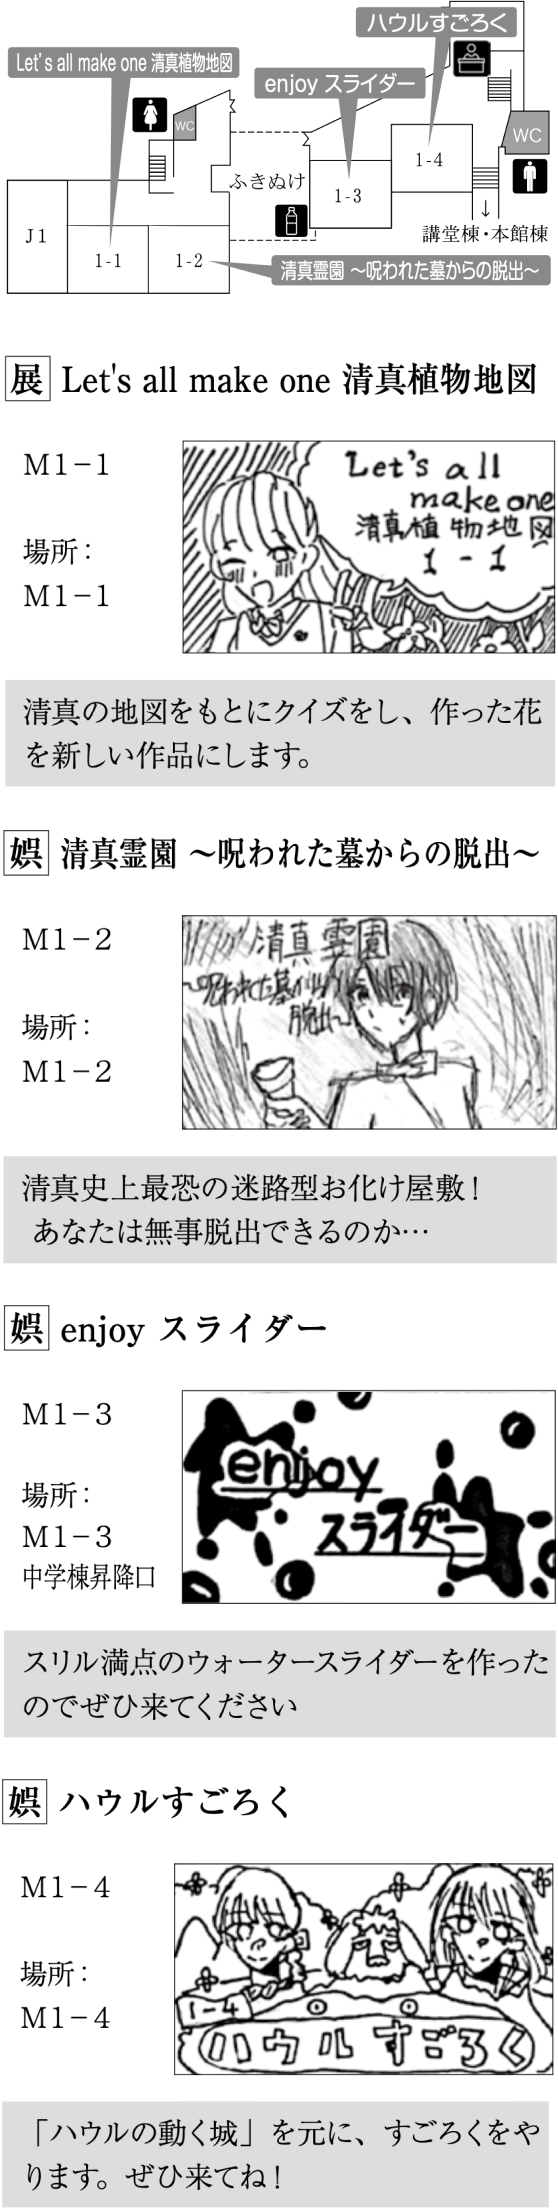 ハウルすごろく
Let's all make one 清真植物地図
enjoy スライダー
WC
WC
1-4
ふきぬけ
1-3
J1
1-1
1-2
↓
講堂棟・本館棟
清真霊園 ～呪われた墓からの脱出～
展 Let's all make one 清真植物地図
M1－1
場所：
M1－1
Let's all
make one
清真植物地図
1-1
清真の地図をもとにクイズをし、作った花
を新しい作品にします。
娯 清真霊園 ～呪われた墓からの脱出～
M1－2
場所：
M1－2
清真霊園
～呪われた墓からの
脱出～
清真史上最恐の迷路型お化け屋敷！
あなたは無事脱出できるのか…
娯 enjoy スライダー
M1－3
場所：
M1－3
中学棟昇降口
enjoy
スライダー
スリル満点のウォータースライダーを作った
のでぜひ来てください
娯 ハウルすごろく
M1－4
場所：
M1－4
1-4
ハウルすごろく
「ハウルの動く城」を元に、すごろくをや
ります。ぜひ来てね！